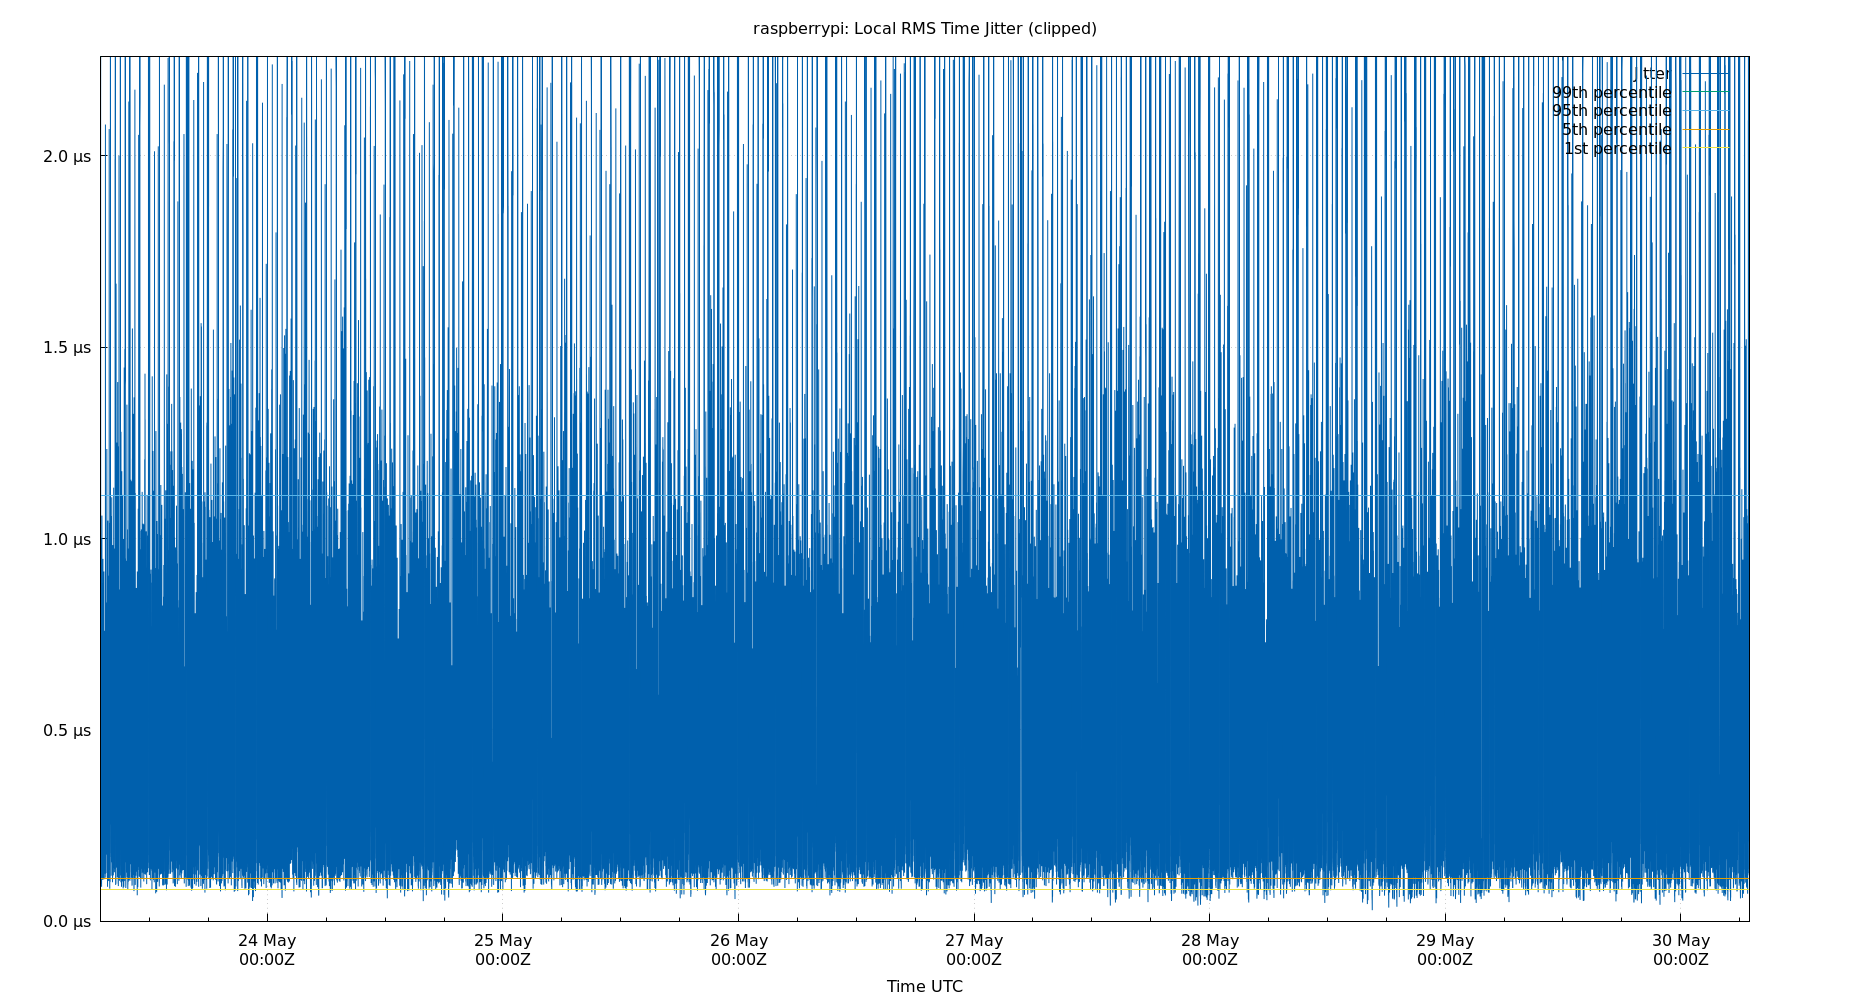 raspberrypi: Local RMS Time Jitter (clipped)
jitter
99th percentile
95th percentile
5th percentile
1st percentile
2.0 µs
1.5 µs
1.0 µs
0.5 µs
0.0 µs
24 May
00:00Z
25 May
00:00Z
26 May
00:00Z
27 May
00:00Z
28 May
00:00Z
29 May
00:00Z
30 May
00:00Z
Time UTC